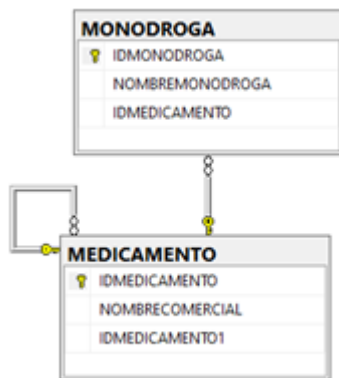 MONODROGA
IDMONODROGA
NOMBREMONODROGA
IDMEDICAMENTO
MEDICAMENTO
IDMEDICAMENTO
NOMBRECOMERCIAL
IDMEDICAMENTO1